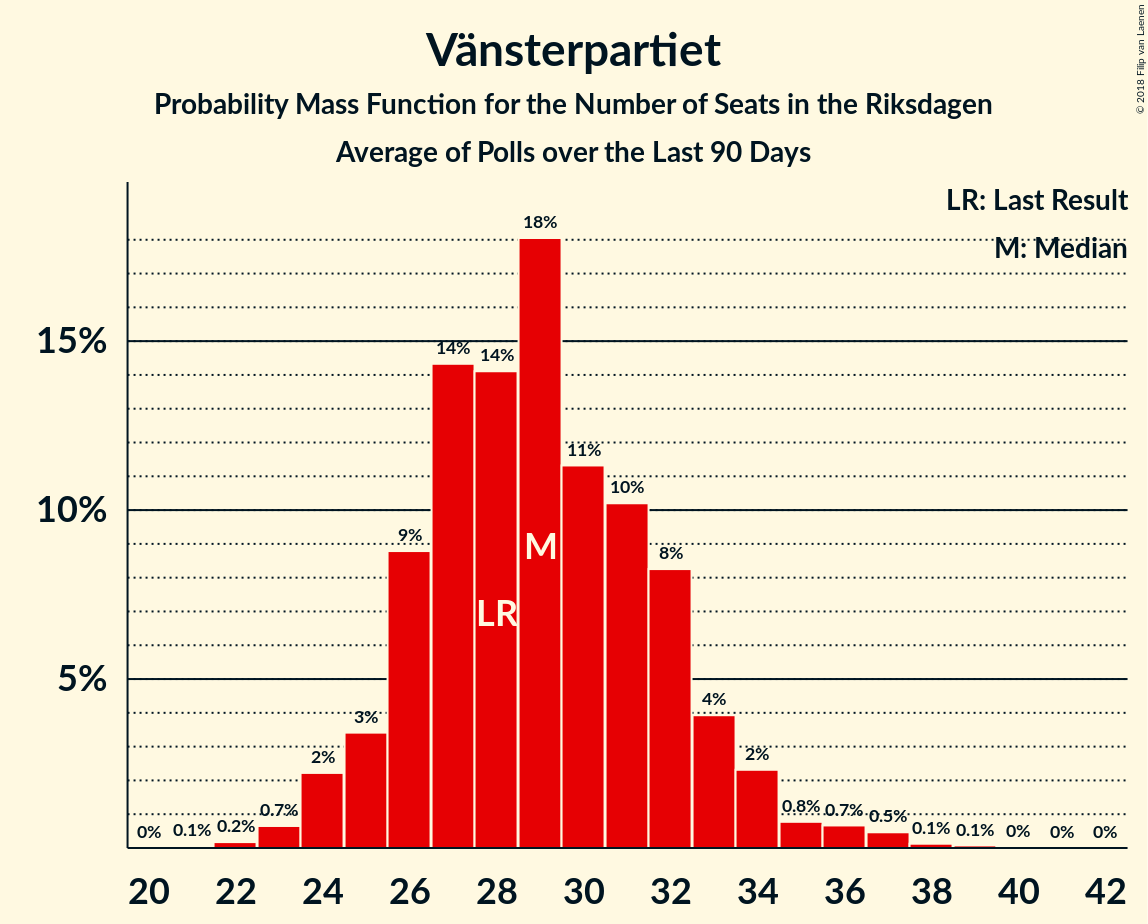 Vänsterpartiet
Probability Mass Function for the Number of Seats in the Riksdagen
Average of Polls over the Last 90 Days
© 2018 Filip van Laenen
LR: Last Result
M: Median
18%
15%
14%
14%
11%
10%
10%
9%
M
8%
LR
5%
4%
3%
2%
2%
0.8%
0.7%
0.7%
0.5%
0%
0.1%
0.2%
0.1%
0.1%
0%
0%
0%
20 22 24 26 28 30 32 34 36 38 40 42